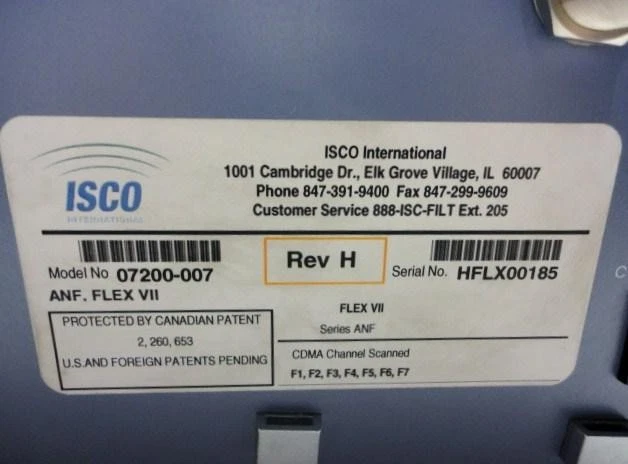 ISCO International
1001 Cambridge Dr., Elk Grove Village, IL 60007
Phone 847-391-9400 Fax 847-299-9609
Customer Service 888-ISC-FILT Ext. 205
ISCO
INTERNATIONAL
Model No 07200-007
Rev H
Serial No. HFLX00185
ANF, FLEX VII
PROTECTED BY CANADIAN PATENT
2, 260, 653
U.S.AND FOREIGN PATENTS PENDING
FLEX VII
Series ANF
CDMA Channel Scanned
F1, F2, F3, F4, F5, F6, F7
C